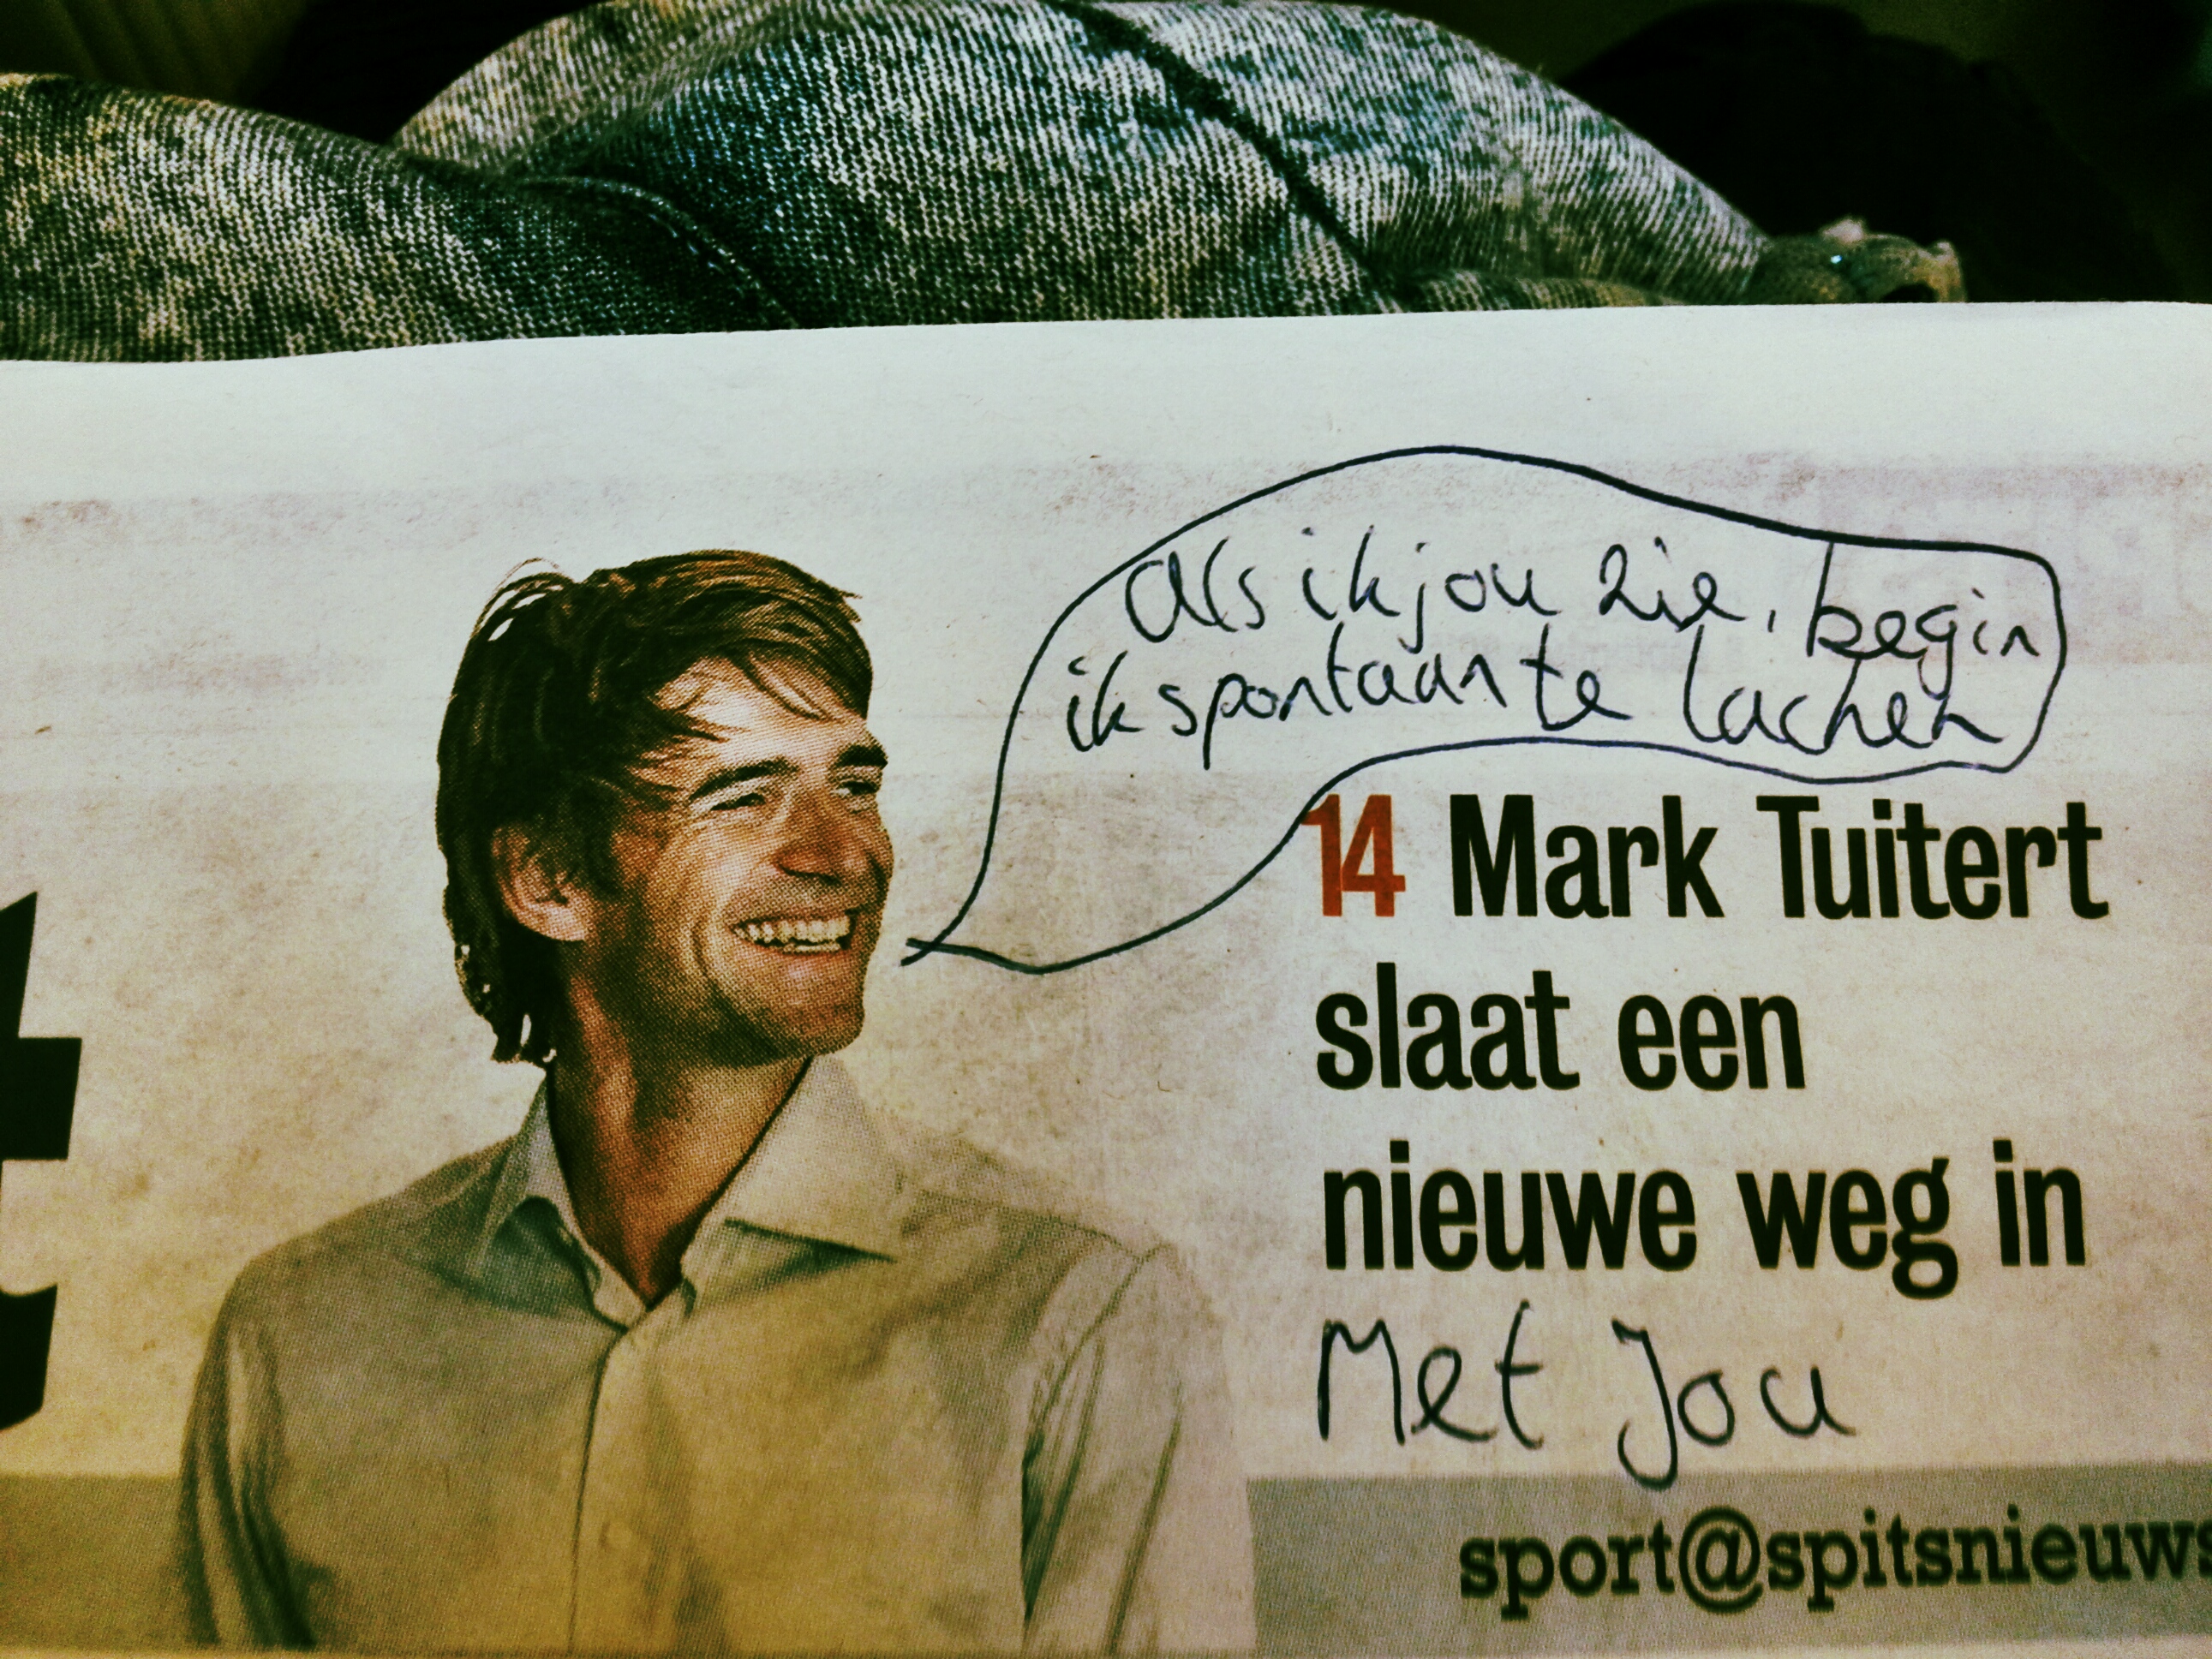 Als ik jou zie, begin
ik spontaan te lachen
14 Mark Tuitert
slaat een
nieuwe weg in
Met Jou
sport@spitsnieuws
t